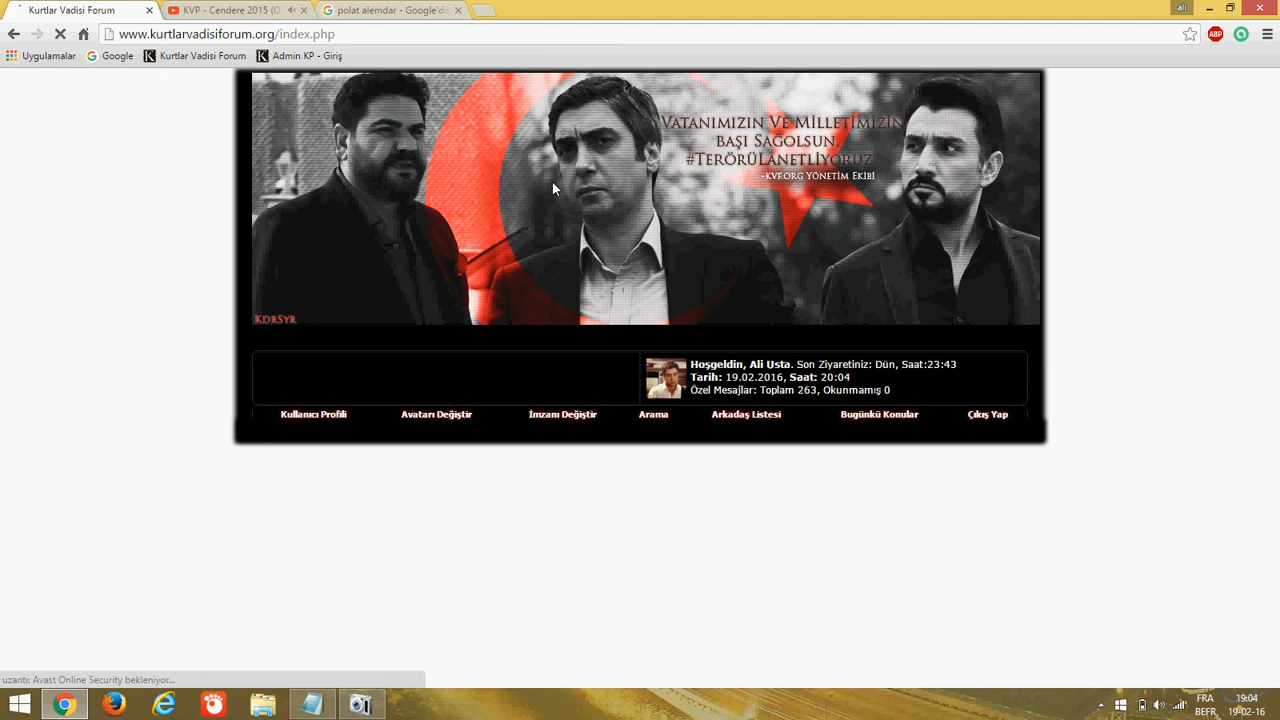 Kurtlar Vadisi Forum
KVP - Cendere 2015 (O
polat alemdar - Google'da
ali
www.kurtlarvadisiforum.org/index.php
ABP
Uygulamalar
Google
Kurtlar Vadisi Forum
Admin KP - Giriş
Vatanımızın Ve Milletimizin
başı Sağolsun.
#TerörüLanetliyoruz
-KVF.ORG Yönetim Ekibi
KDRSYR
Hoşgeldin, Ali Usta. Son Ziyaretiniz: Dün, Saat:23:43
Tarih: 19.02.2016, Saat: 20:04
Özel Mesajlar: Toplam 263, Okunmamış 0
Kullanıcı Profili
Avatarı Değiştir
İmzanı Değiştir
Arama
Arkadaş Listesi
Bugünkü Konular
Çıkış Yap
uzantı: Avast Online Security bekleniyor...
FRA
BEFR
19:04
19-02-16